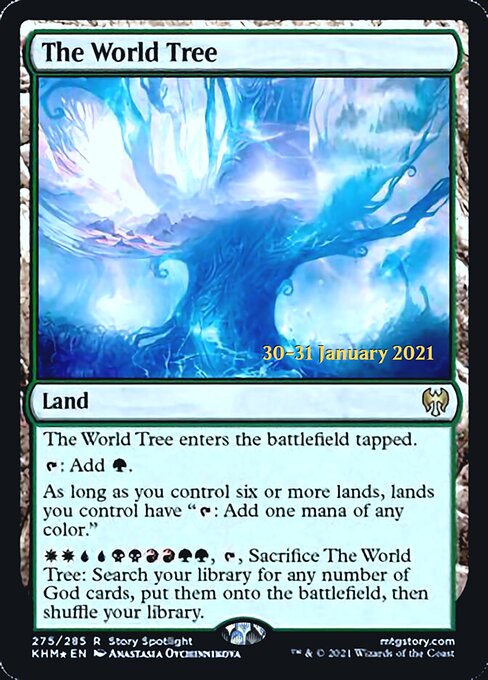 The World Tree
30-31 January 2021
Land
The World Tree enters the battlefield tapped.
: Add .
As long as you control six or more lands, lands
you control have “: Add one mana of any
color.”
, , Sacrifice The World
Tree: Search your library for any number of
God cards, put them onto the battlefield, then
shuffle your library.
275/285 R Story Spotlight
mtgstory.com
KHM★EN Anastasia Ovchinnikova
™ & © 2021 Wizards of the Coast